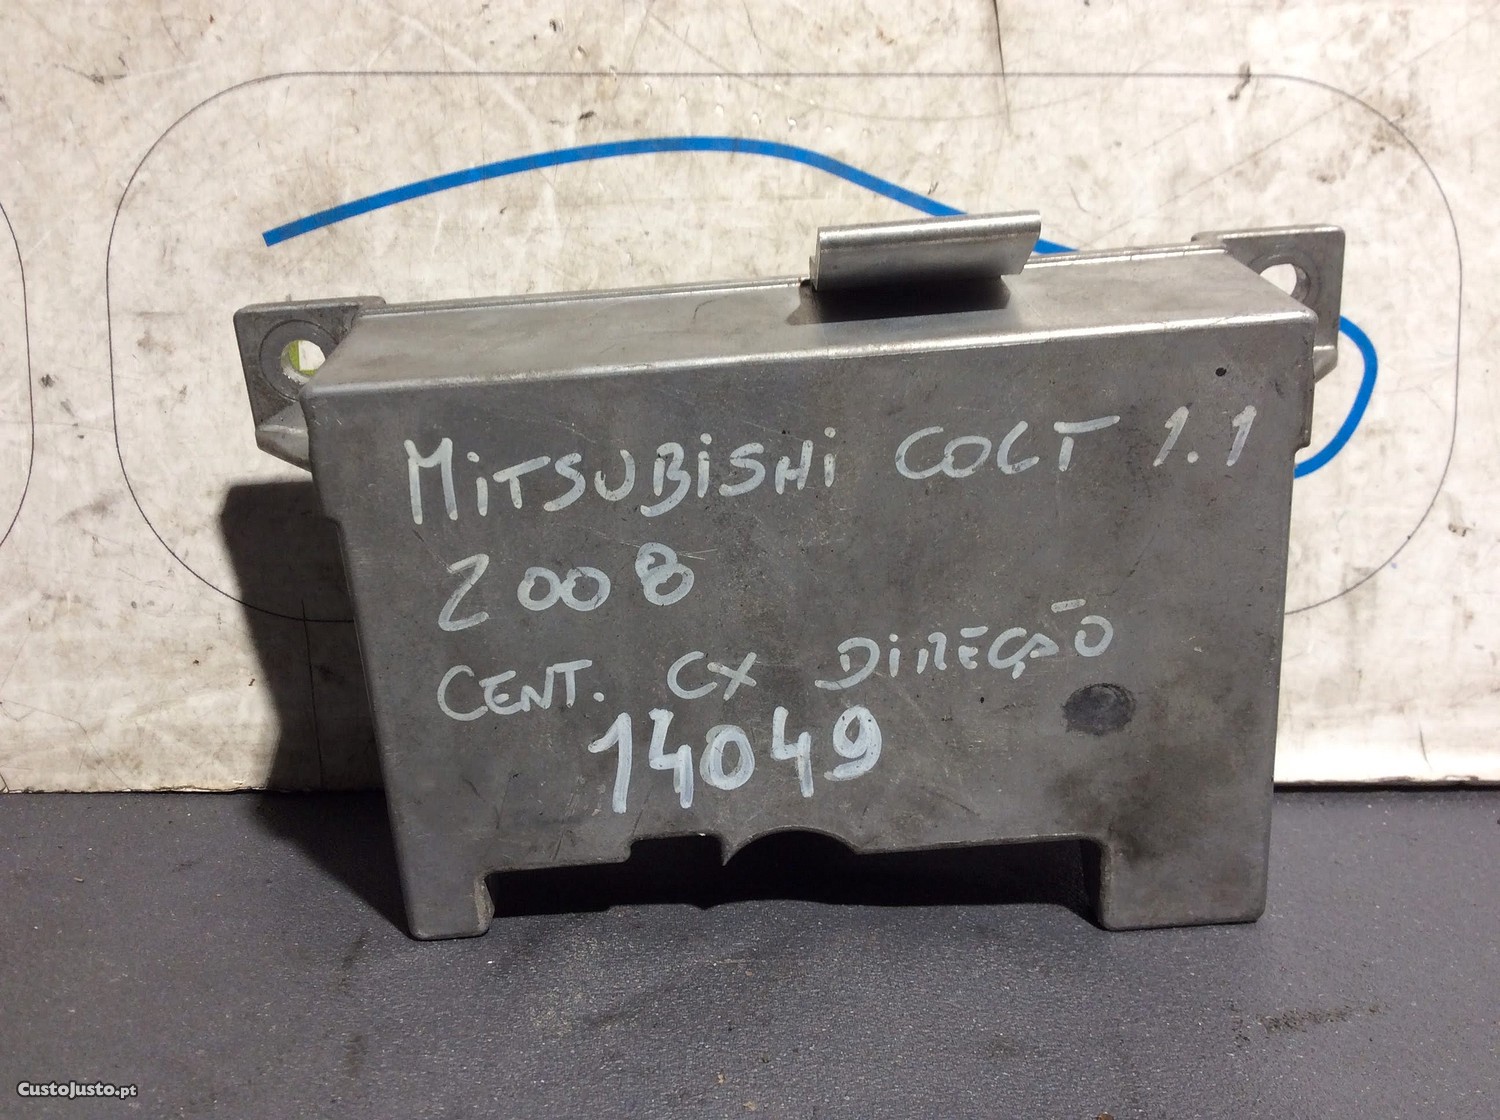 MiTSUBiSHi COLT 1.1
2008
CENT. CX DiREÇÃO
14049
CustoJusto.pt